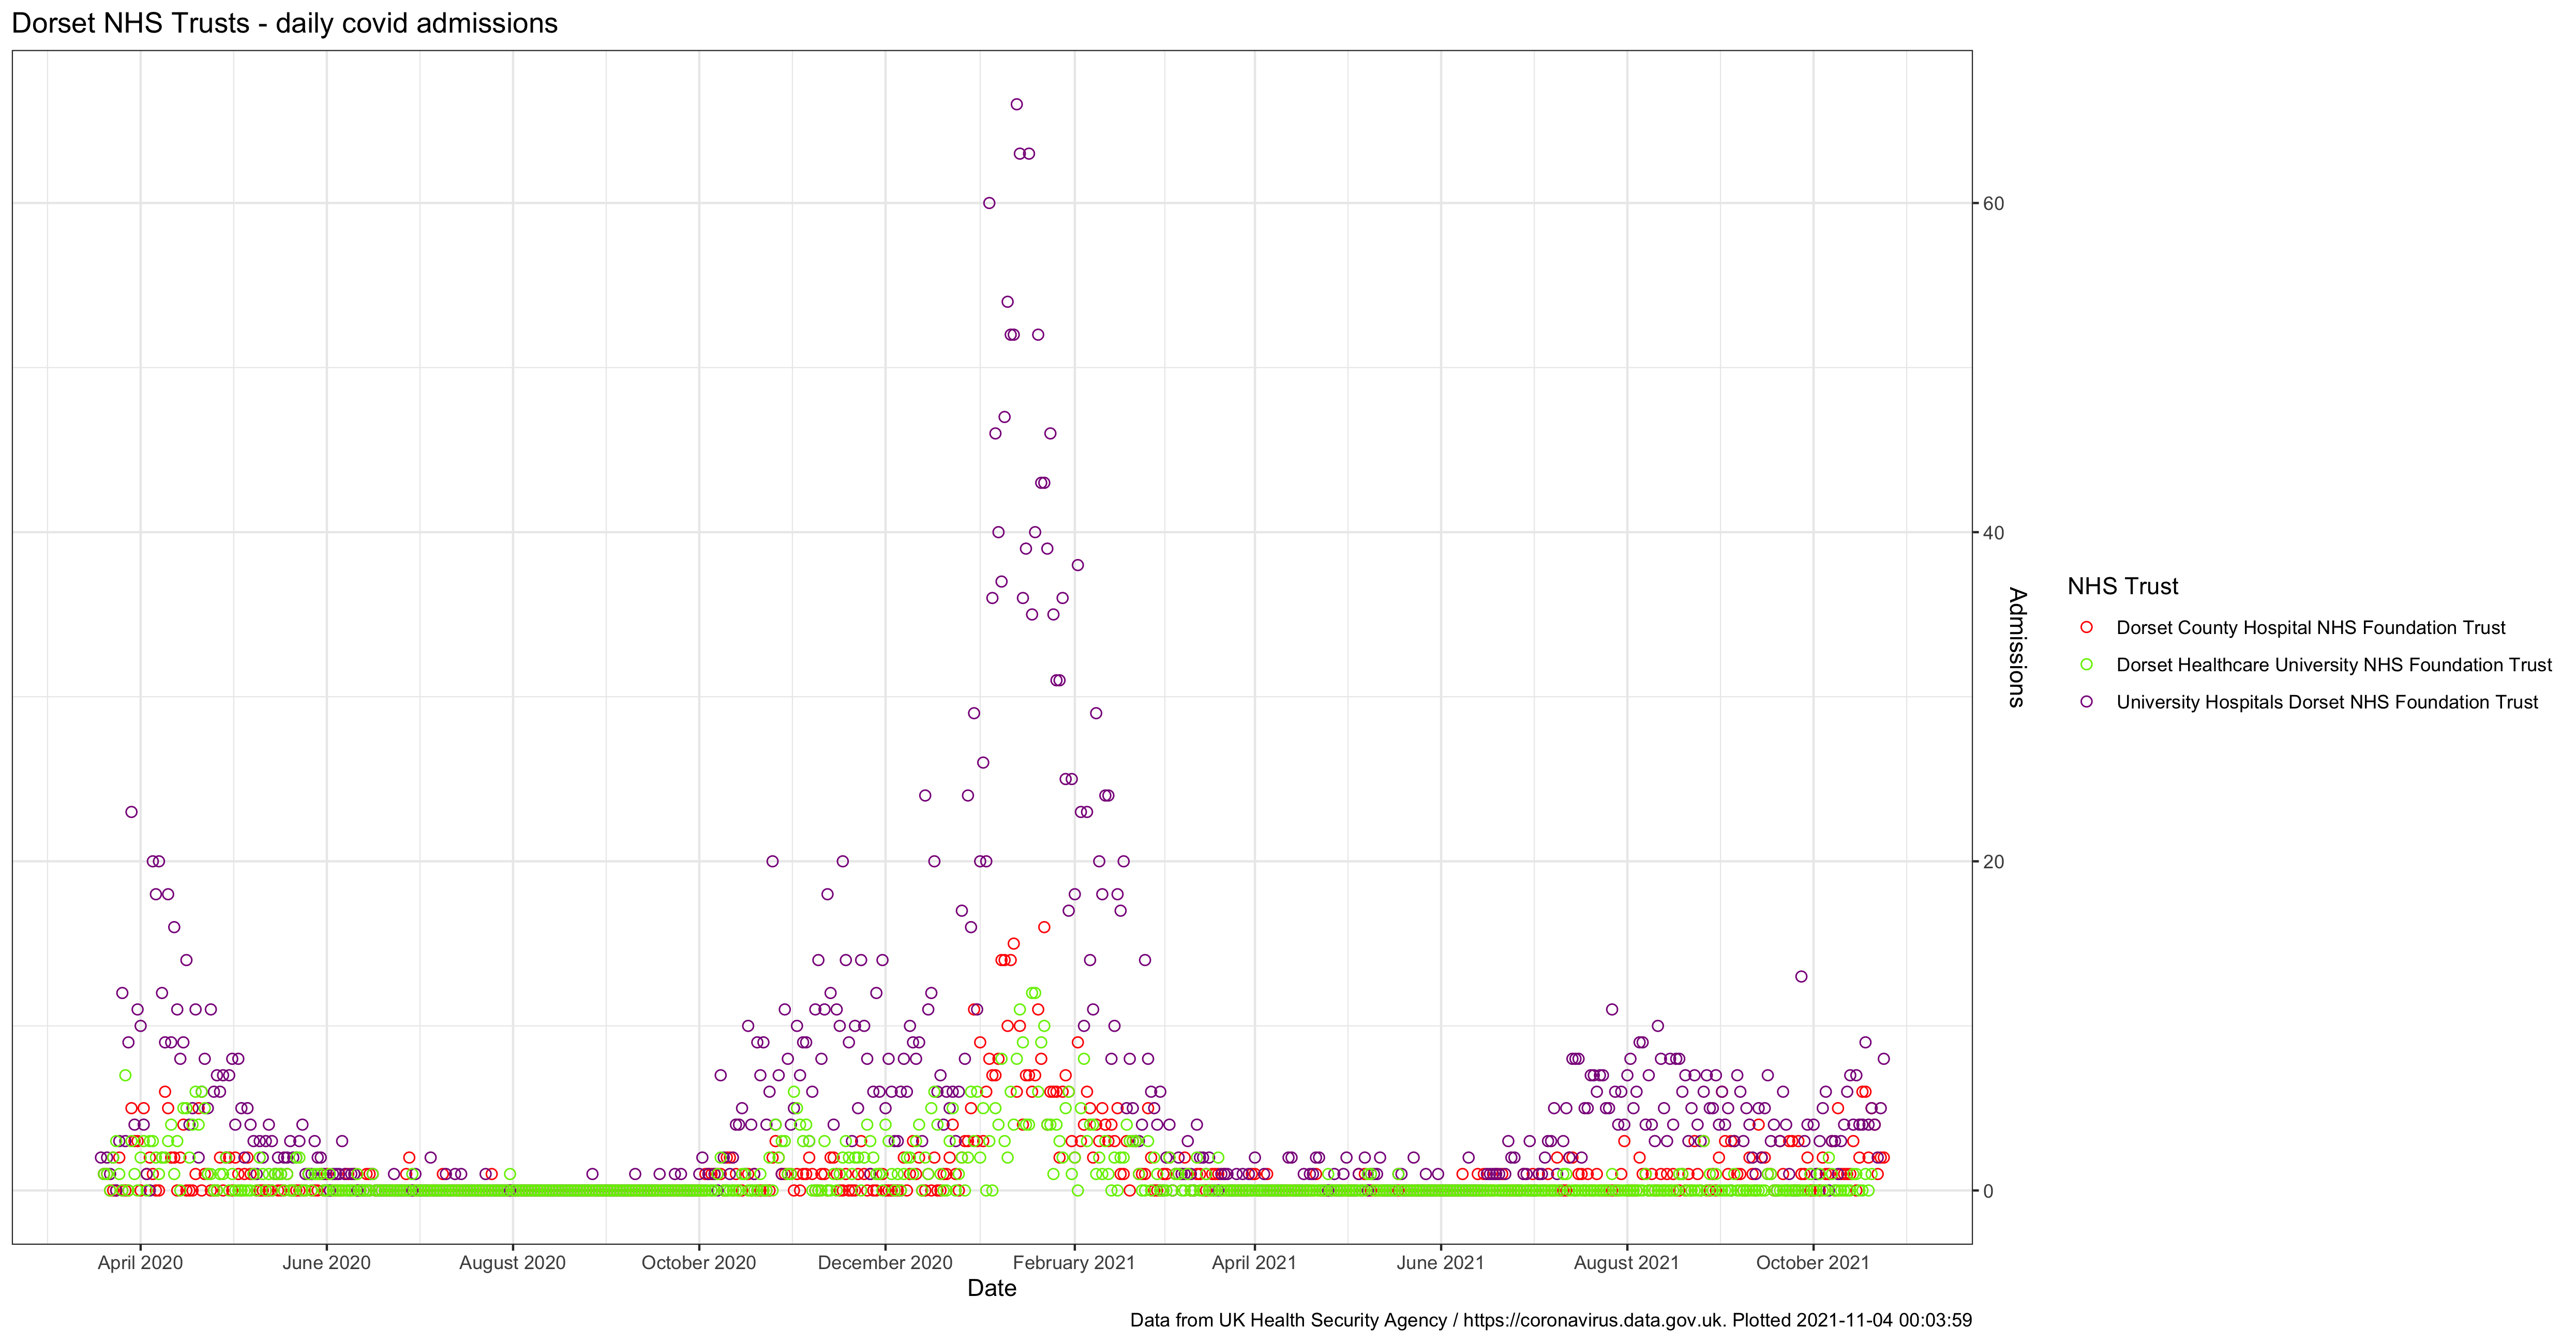 Dorset NHS Trusts - daily covid admissions
60
40
20
0
Admissions
NHS Trust
Dorset County Hospital NHS Foundation Trust
Dorset Healthcare University NHS Foundation Trust
University Hospitals Dorset NHS Foundation Trust
April 2020 June 2020 August 2020 October 2020 December 2020 February 2021 April 2021 June 2021 August 2021 October 2021
Date
Data from UK Health Security Agency / https://coronavirus.data.gov.uk. Plotted 2021-11-04 00:03:59